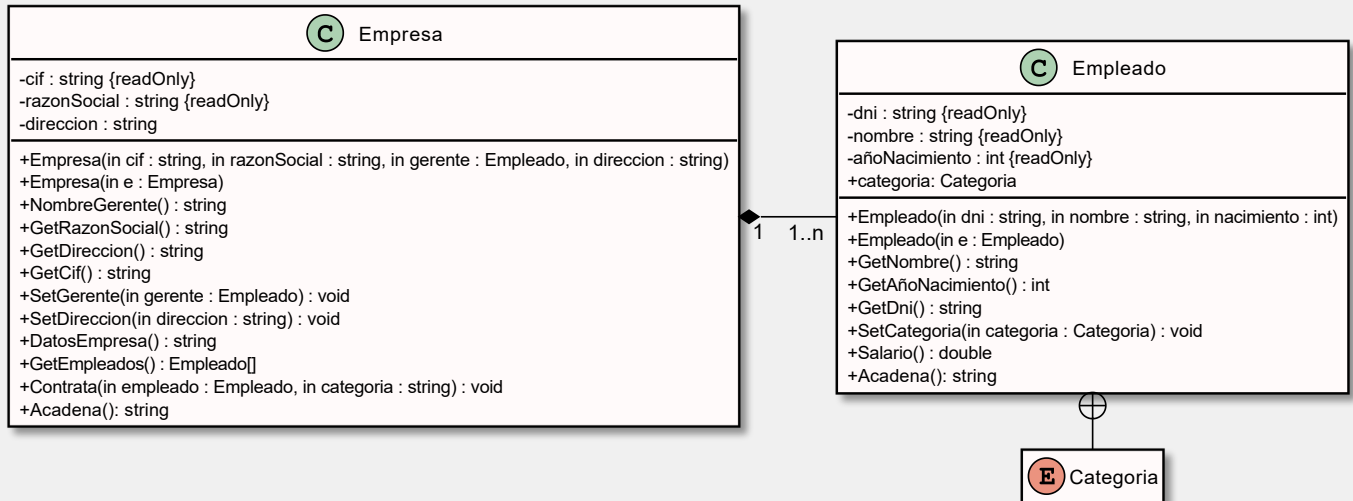 C Empresa
-cif : string {readOnly}
-razonSocial : string {readOnly}
-direccion : string
+Empresa(in cif : string, in razonSocial : string, in gerente : Empleado, in direccion : string)
+Empresa(in e : Empresa)
+NombreGerente() : string
+GetRazonSocial() : string
+GetDireccion() : string
+GetCif() : string
+SetGerente(in gerente : Empleado) : void
+SetDireccion(in direccion : string) : void
+DatosEmpresa() : string
+GetEmpleados() : Empleado[]
+Contrata(in empleado : Empleado, in categoria : string) : void
+Acadena(): string
1 1..n
C Empleado
-dni : string {readOnly}
-nombre : string {readOnly}
-añoNacimiento : int {readOnly}
+categoria: Categoria
+Empleado(in dni : string, in nombre : string, in nacimiento : int)
+Empleado(in e : Empleado)
+GetNombre() : string
+GetAñoNacimiento() : int
+GetDni() : string
+SetCategoria(in categoria : Categoria) : void
+Salario() : double
+Acadena(): string
E Categoria